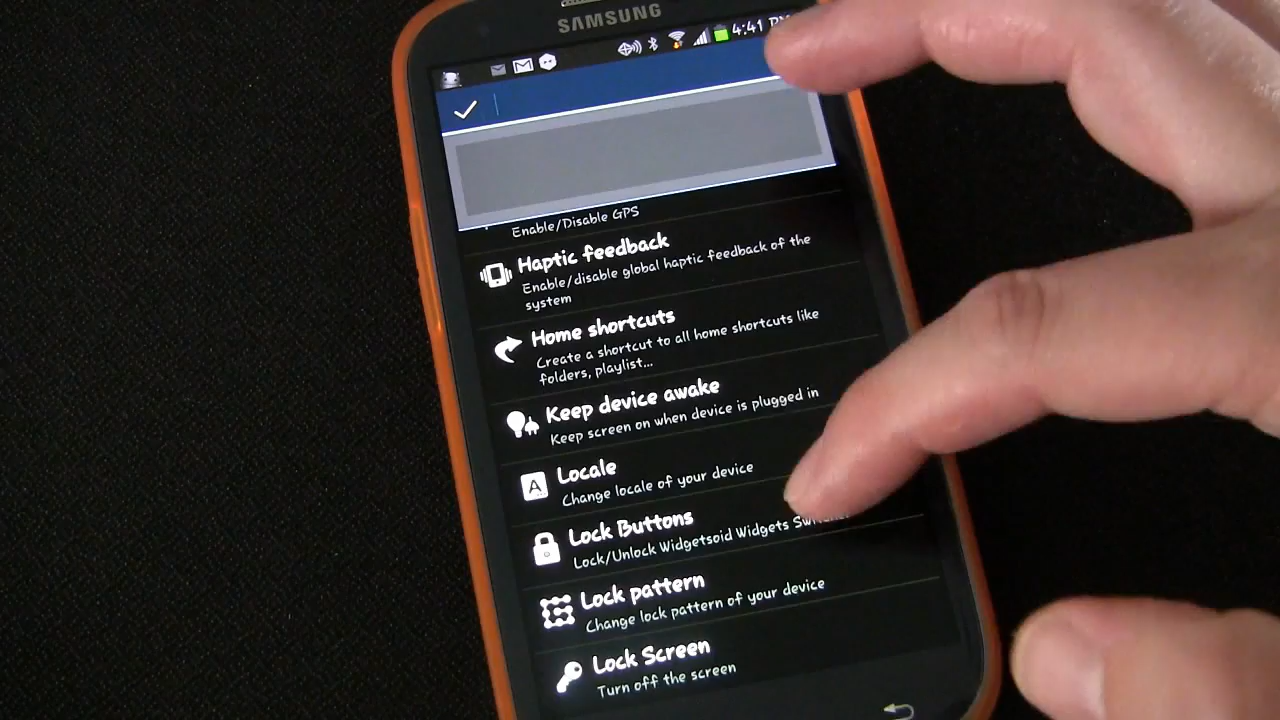 SAMSUNG
4:41 P
Enable/Disable GPS
Haptic feedback
Enable/disable global haptic feedback of the
system
Home shortcuts
Create a shortcut to all home shortcuts like
folders, playlist...
Keep device awake
Keep screen on when device is plugged in
A
Locale
Change locale of your device
Lock Buttons
Lock/Unlock Widgetsoid Widgets
Lock pattern
Change lock pattern of your device
Lock Screen
Turn off the screen